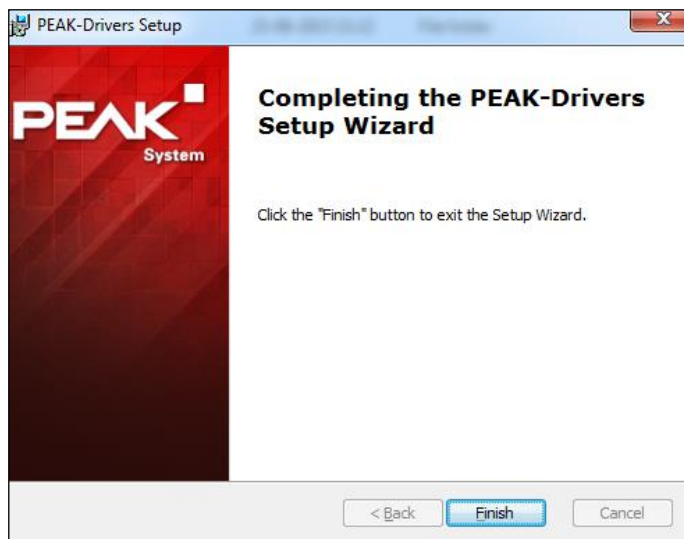 PEAK-Drivers Setup
PEAK
System
Completing the PEAK-Drivers
Setup Wizard
Click the "Finish" button to exit the Setup Wizard.
< Back
Finish
Cancel